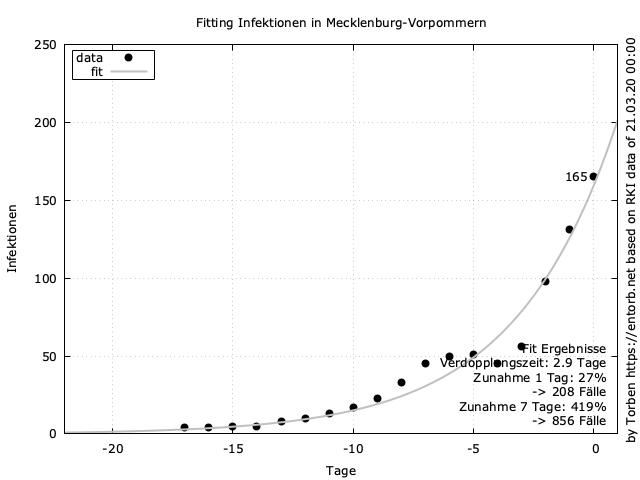 Fitting Infektionen in Mecklenburg-Vorpommern
data
fit
250
200
150
100
50
0
Infektionen
165
Fit Ergebnisse
Verdopplungszeit: 2.9 Tage
Zunahme 1 Tag: 27%
-> 208 Fälle
Zunahme 7 Tage: 419%
-> 856 Fälle
-20
-15
-10
-5
0
Tage
by Torben https://entorb.net based on RKI data of 21.03.20 00:00